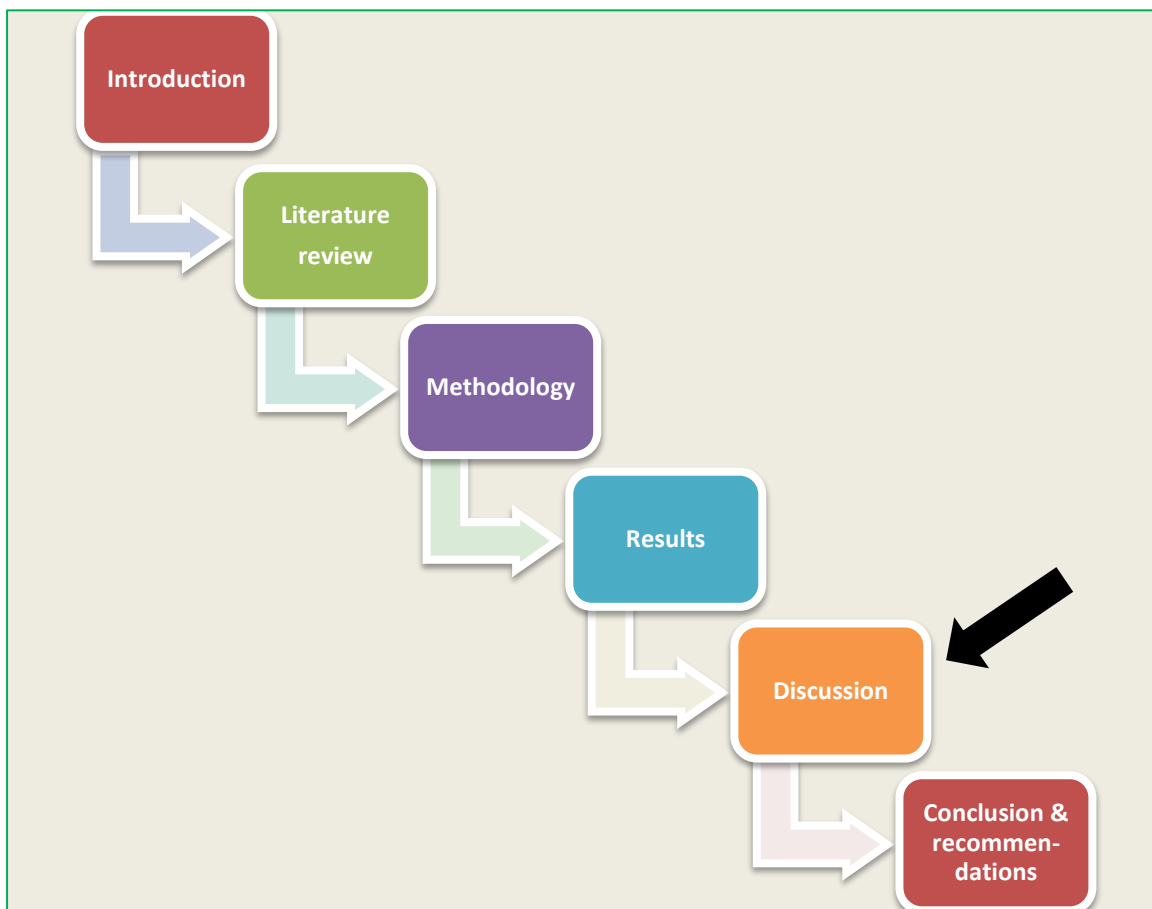 Introduction
Literature
review
Methodology
Results
Discussion
Conclusion &
recommen-
dations